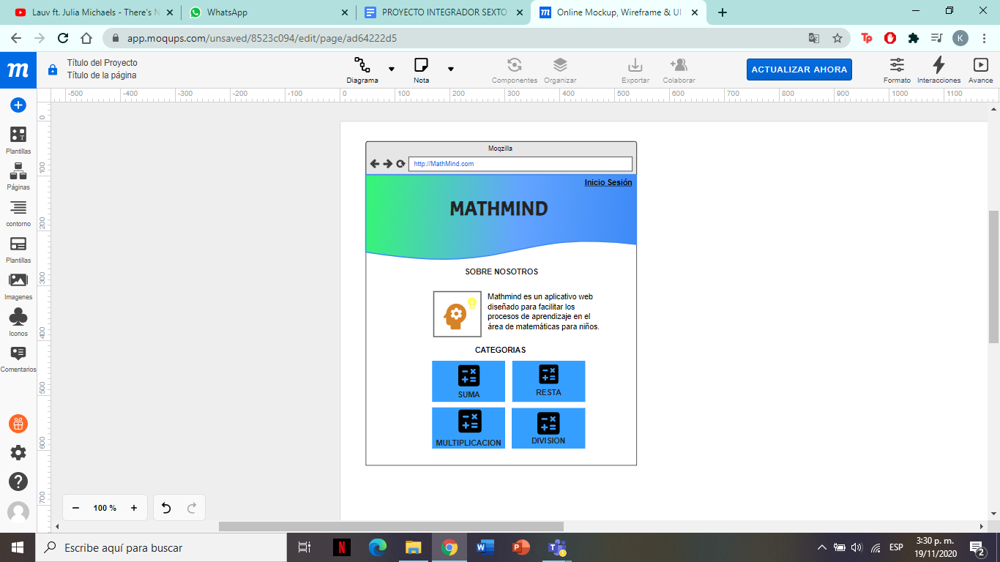 Lauv ft. Julia Michaels - There's N
WhatsApp
PROYECTO INTEGRADOR SEXTO
Online Mockup, Wireframe & UI
app.moqups.com/unsaved/8523c094/edit/page/ad64222d5
K
m
Título del Proyecto
Título de la página
Diagrama
Nota
Componentes
Organizar
Exportar
Colaborar
ACTUALIZAR AHORA
Formato
Interacciones
Avance
-500 -400 -300 -200 -100 0 100 200 300 400 500 600 700 800 900 1000 1100
0
100
200
300
400
500
600
700
Plantillas
Páginas
contorno
Plantillas
Imagenes
Iconos
Comentarios
Moqzilla
http://MathMind.com
Inicio Sesión
MATHMIND
SOBRE NOSOTROS
Mathmind es un aplicativo web
diseñado para facilitar los
procesos de aprendizaje en el
área de matemáticas para niños.
CATEGORIAS
SUMA
RESTA
MULTIPLICACION
DIVISION
100 %
Escribe aquí para buscar
ESP
3:30 p. m.
19/11/2020
2